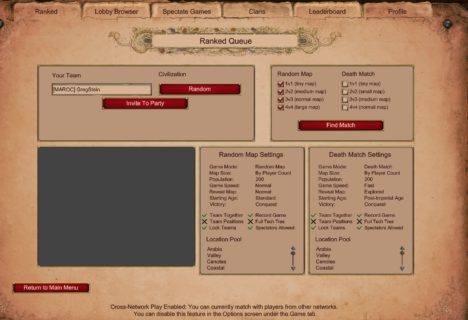 Ranked
Lobby Browser
Spectate Games
Clans
Leaderboard
Profile
Ranked Queue
Your Team
Civilization
[MAROC] GregStein
Random
Invite To Party
Random Map
Death Match
1v1 (tiny map)
1v1 (tiny map)
2v2 (small map)
2v2 (small map)
3v3 (normal map)
3v3 (medium map)
4v4 (large map)
4v4 (normal map)
Find Match
Random Map Settings
Game Mode: Random Map
Map Size: By Player Count
Population: 200
Game Speed: Normal
Reveal Map: Normal
Starting Age: Standard
Victory: Conquest
Team Together
Record Game
Team Positions
Full Tech Tree
Lock Teams
Spectators Allowed
Location Pool
Arabia
Valley
Cenotes
Coastal
Death Match Settings
Game Mode: Death Match
Map Size: By Player Count
Population: 200
Game Speed: Fast
Reveal Map: Explored
Starting Age: Post-Imperial Age
Victory: Conquest
Team Together
Record Game
Team Positions
Full Tech Tree
Lock Teams
Spectators Allowed
Location Pool
Arabia
Valley
Cenotes
Coastal
Return to Main Menu
Cross-Network Play Enabled: You can currently match with players from other networks.
You can disable this feature in the Options screen under the Game tab.